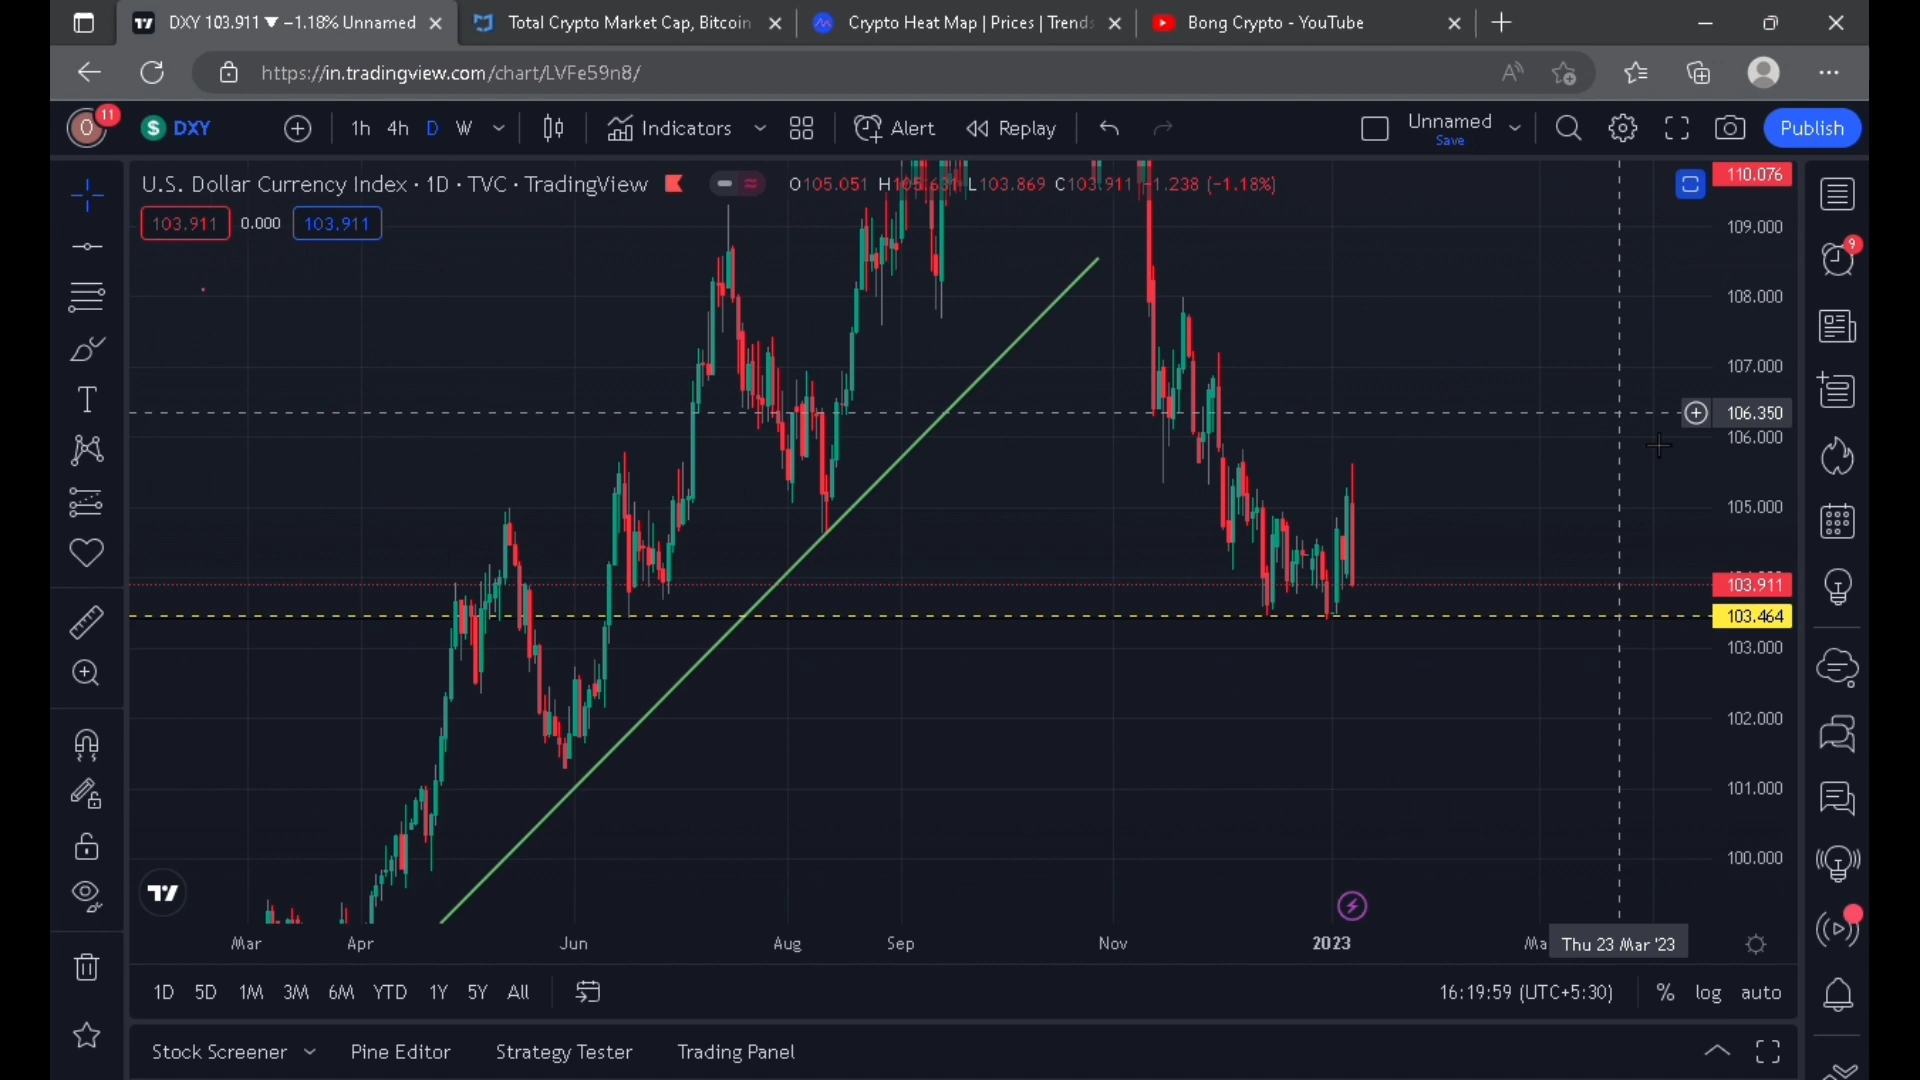 DXY 103.911 ▼ −1.18% Unnamed
Total Crypto Market Cap, Bitcoin
Crypto Heat Map | Prices | Trends
Bong Crypto - YouTube
https://in.tradingview.com/chart/LVFe59n8/
O
11
$
DXY
1h
4h
D
W
Indicators
Alert
Replay
Unnamed
Save
Publish
U.S. Dollar Currency Index · 1D · TVC · TradingView
O105.051 H105.631 L103.869 C103.911 −1.238 (−1.18%)
103.911
0.000
103.911
110.076
109.000
108.000
107.000
106.350
106.000
105.000
103.911
103.464
103.000
102.000
101.000
100.000
9
Mar
Apr
Jun
Aug
Sep
Nov
2023
Ma
Thu 23 Mar '23
1D
5D
1M
3M
6M
YTD
1Y
5Y
All
16:19:59 (UTC+5:30)
%
log
auto
Stock Screener
Pine Editor
Strategy Tester
Trading Panel